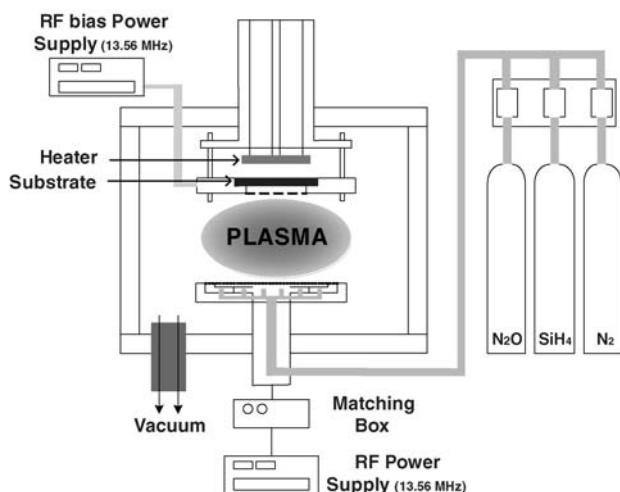 RF bias Power
Supply (13.56 MHz)
Heater
Substrate
PLASMA
N₂O
SiH₄
N₂
Vacuum
Matching
Box
RF Power
Supply (13.56 MHz)